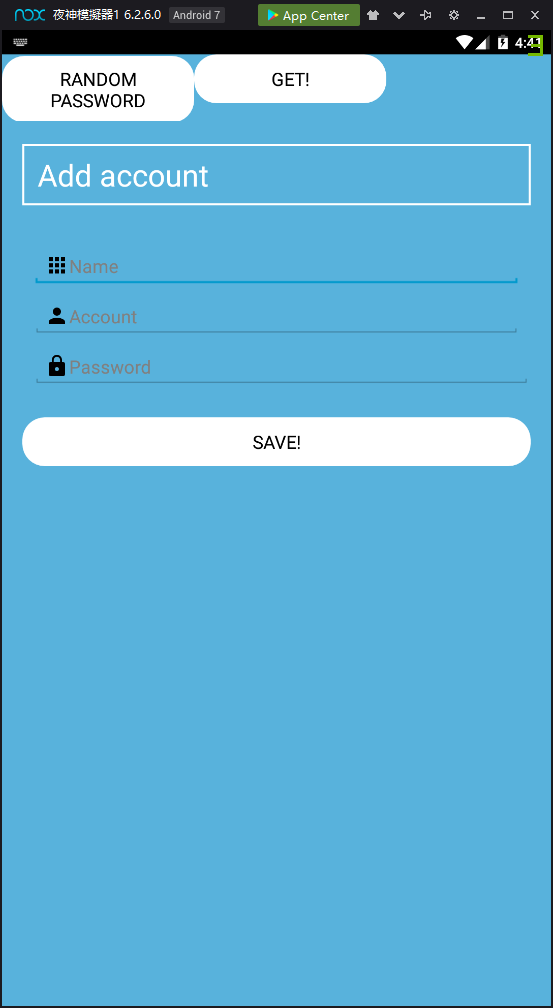 nox 夜神模擬器1 6.2.6.0 Android 7 App Center
4:41
RANDOM
PASSWORD
GET!
Add account
Name
Account
Password
SAVE!